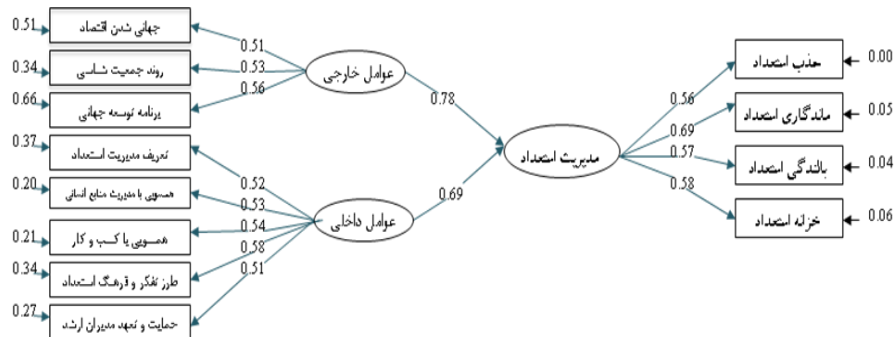 0.51
جهانی شدن اقتصاد
0.34
روند جمعیت شناسی
0.66
برنامه توسعه جهانی
0.37
تعریف مدیریت استعداد
0.20
همسویی با مدیریت منابع انسانی
0.21
همسویی با کسب و کار
0.34
طرز تفکر و فرهنگ استعداد
0.27
حمایت و تعهد مدیران ارشد
0.51
0.53
0.56
0.52
0.53
0.54
0.58
0.51
عوامل خارجی
عوامل داخلی
0.78
0.69
مدیریت استعداد
0.56
0.69
0.57
0.58
جذب استعداد
0.00
ماندگاری استعداد
0.05
بالندگی استعداد
0.04
خزانه استعداد
0.06